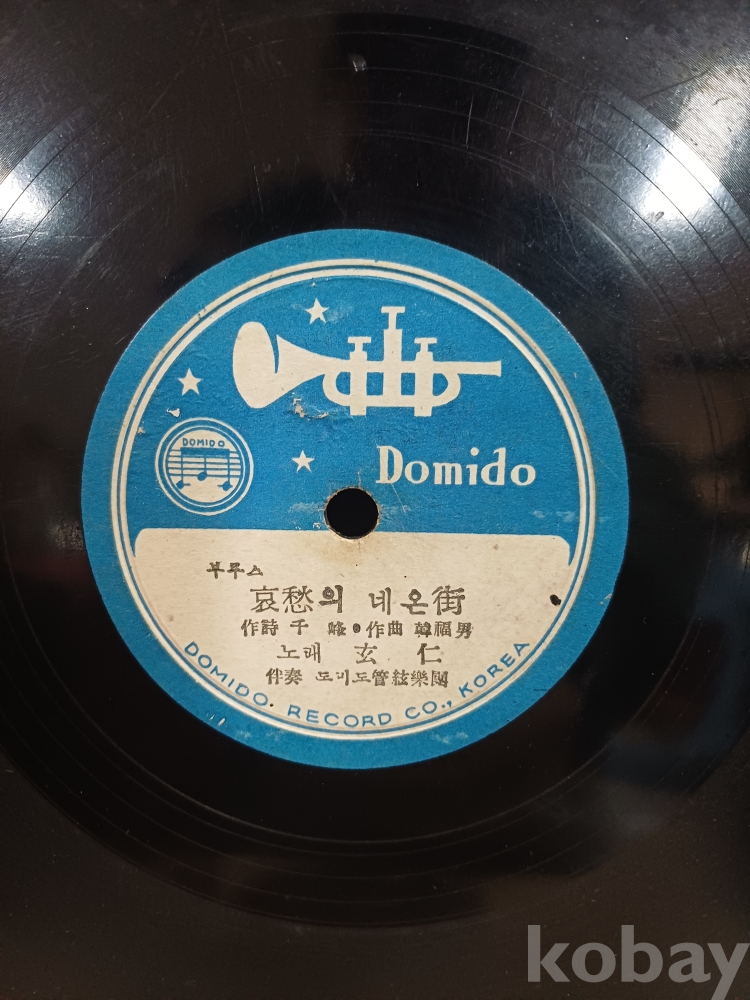 DOMIDO
Domido
부루스
哀愁의 네온街
作詩 千 峰 • 作曲 韓福男
노래 玄 仁
伴奏 도미도管絃樂團
DOMIDO. RECORD CO., KOREA
kobay